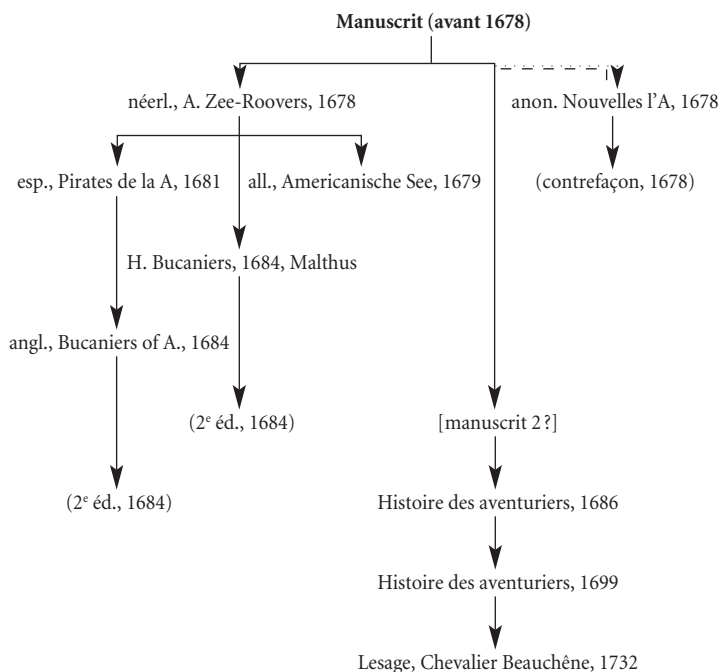 Manuscrit (avant 1678)
néerl., A. Zee-Roovers, 1678
anon. Nouvelles l'A, 1678
esp., Pirates de la A, 1681
all., Americanische See, 1679
(contrefaçon, 1678)
H. Bucaniers, 1684, Malthus
angl., Bucaniers of A., 1684
(2e éd., 1684)
[manuscrit 2 ?]
(2e éd., 1684)
Histoire des aventuriers, 1686
Histoire des aventuriers, 1699
Lesage, Chevalier Beauchêne, 1732